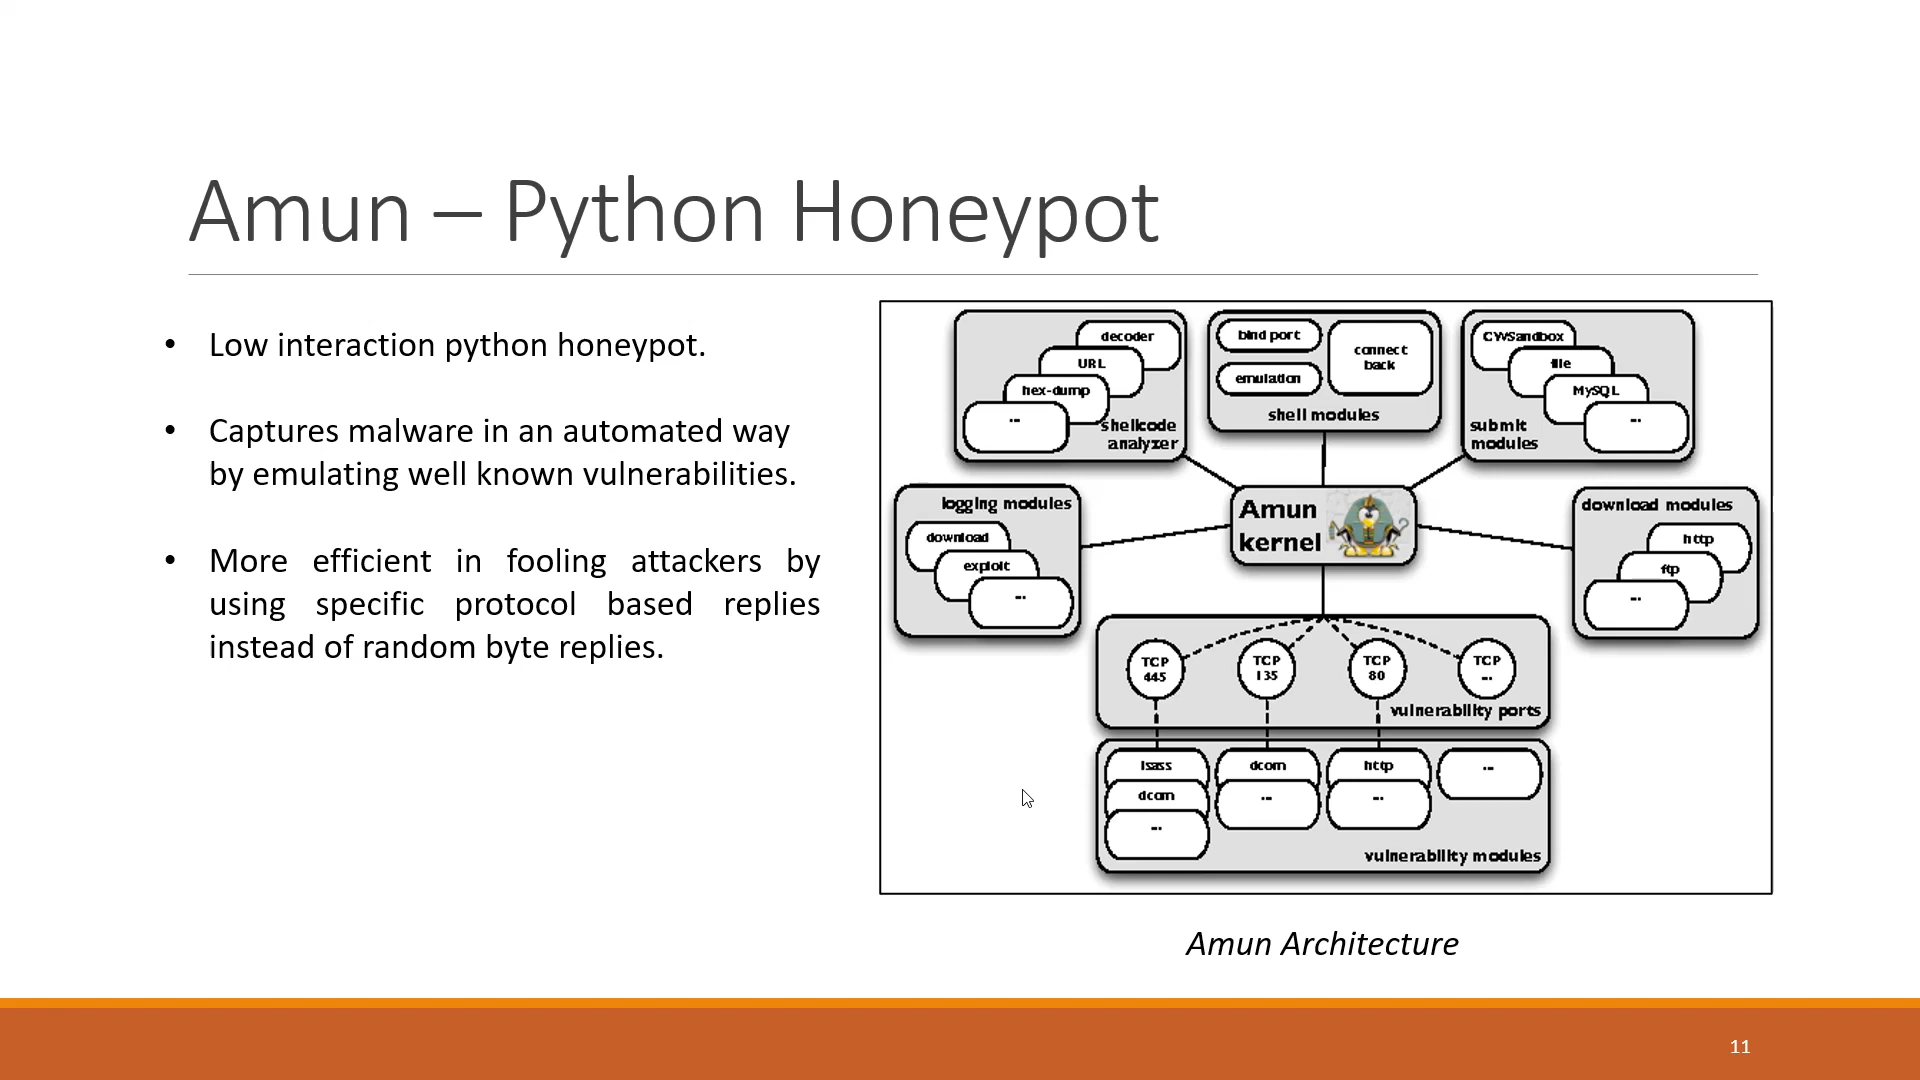 Amun – Python Honeypot
• Low interaction python honeypot.
• Captures malware in an automated way
by emulating well known vulnerabilities.
• More efficient in fooling attackers by
using specific protocol based replies
instead of random byte replies.
decoder
URL
hex-dump
...
shellcode
analyzer
bind port
emulation
connect
back
shell modules
CWSandbox
file
MySQL
...
submit
modules
logging modules
download
exploit
...
Amun
kernel
download modules
http
ftp
...
TCP
445
TCP
135
TCP
80
TCP
...
vulnerability ports
lsass
dcom
...
dcom
...
http
...
...
vulnerability modules
Amun Architecture
11